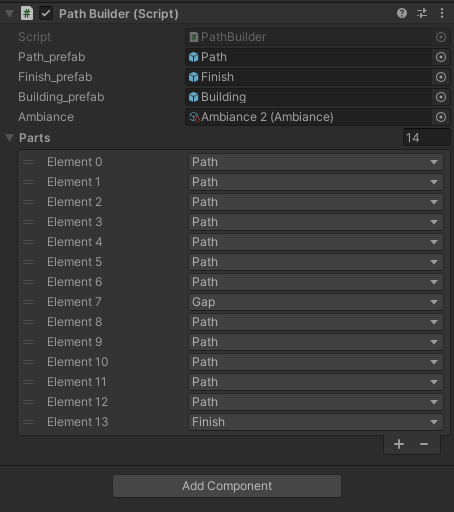 Path Builder (Script)
Script PathBuilder
Path_prefab Path
Finish_prefab Finish
Building_prefab Building
Ambiance Ambiance 2 (Ambiance)
Parts 14
Element 0 Path
Element 1 Path
Element 2 Path
Element 3 Path
Element 4 Path
Element 5 Path
Element 6 Path
Element 7 Gap
Element 8 Path
Element 9 Path
Element 10 Path
Element 11 Path
Element 12 Path
Element 13 Finish
Add Component